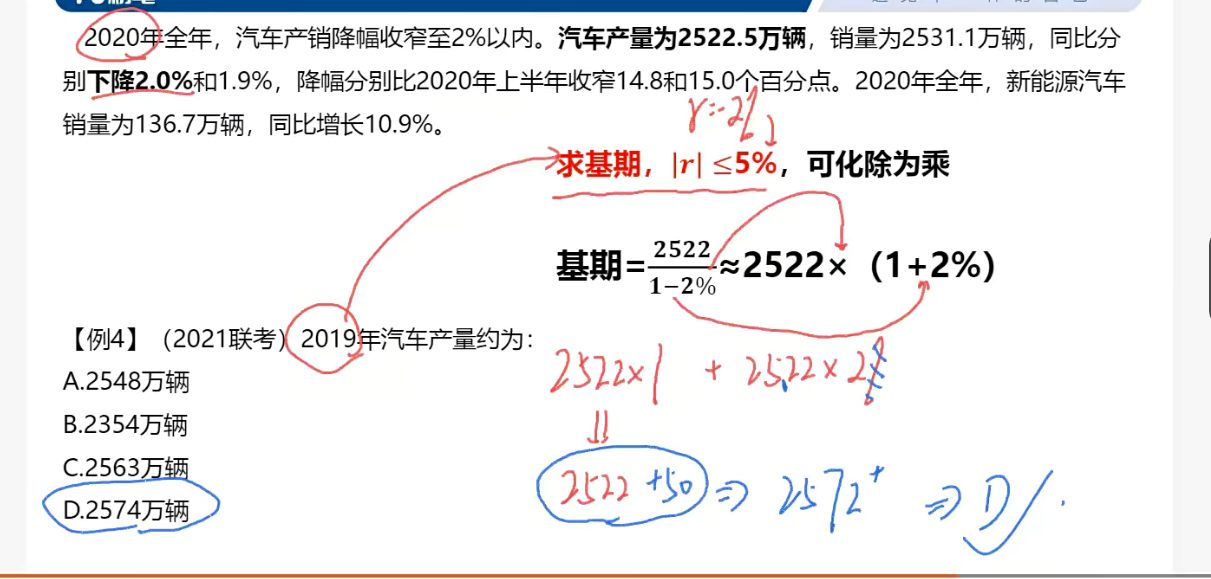 2020年全年，汽车产销降幅收窄至2%以内。汽车产量为2522.5万辆，销量为2531.1万辆，同比分
别下降2.0%和1.9%，降幅分别比2020年上半年收窄14.8和15.0个百分点。2020年全年，新能源汽车
销量为136.7万辆，同比增长10.9%。
r=-2%
求基期，|r| ≤5%，可化除为乘
基期=2522/1−2%≈2522×（1+2%）
【例4】（2021联考）2019年汽车产量约为：
A.2548万辆
B.2354万辆
C.2563万辆
D.2574万辆
2522×1 + 2522×2%
2522 +50 ⇒ 2572+ ⇒ D